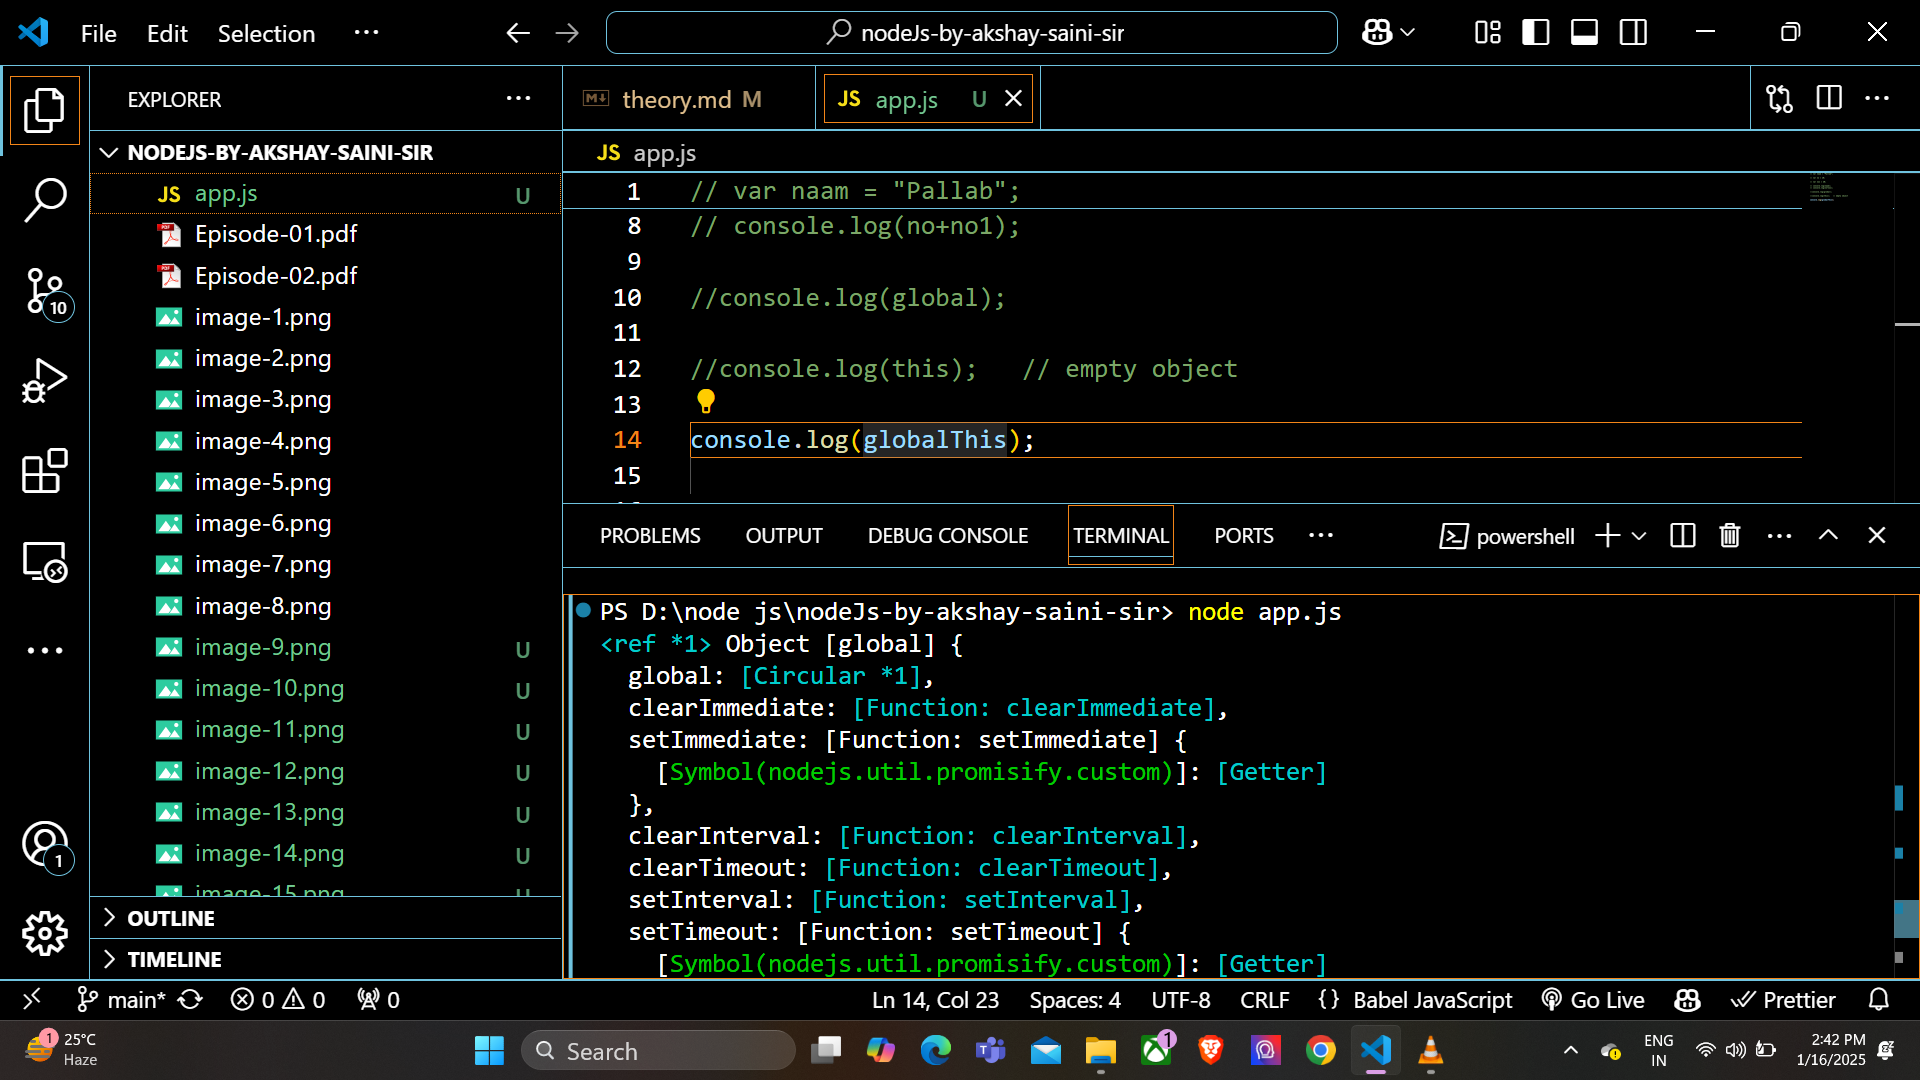 File Edit Selection ···
nodeJs-by-akshay-saini-sir
EXPLORER
NODEJS-BY-AKSHAY-SAINI-SIR
JS app.js U
Episode-01.pdf
Episode-02.pdf
image-1.png
image-2.png
image-3.png
image-4.png
image-5.png
image-6.png
image-7.png
image-8.png
image-9.png U
image-10.png U
image-11.png U
image-12.png U
image-13.png U
image-14.png U
image-15.png U
OUTLINE
TIMELINE
10
1
theory.md M
JS app.js U
JS app.js
1 // var naam = "Pallab";
8 // console.log(no+no1);
9
10 //console.log(global);
11
12 //console.log(this);   // empty object
13
14 console.log(globalThis);
15
PROBLEMS OUTPUT DEBUG CONSOLE TERMINAL PORTS ···
powershell
PS D:\node js\nodeJs-by-akshay-saini-sir> node app.js
<ref *1> Object [global] {
  global: [Circular *1],
  clearImmediate: [Function: clearImmediate],
  setImmediate: [Function: setImmediate] {
    [Symbol(nodejs.util.promisify.custom)]: [Getter]
  },
  clearInterval: [Function: clearInterval],
  clearTimeout: [Function: clearTimeout],
  setInterval: [Function: setInterval],
  setTimeout: [Function: setTimeout] {
    [Symbol(nodejs.util.promisify.custom)]: [Getter]
main* 0 0 0 Ln 14, Col 23 Spaces: 4 UTF-8 CRLF {} Babel JavaScript Go Live Prettier
1
25°C
Haze
Search
1
ENG
IN
2:42 PM
1/16/2025